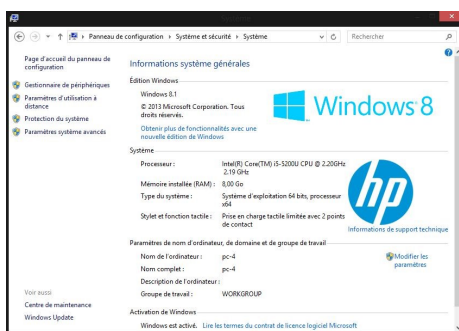 Panneau de configuration ▸ Système et sécurité ▸ Système
Rechercher
Page d'accueil du panneau de configuration
Gestionnaire de périphériques
Paramètres d'utilisation à distance
Protection du système
Paramètres système avancés
Informations système générales
Édition Windows
Windows 8.1
© 2013 Microsoft Corporation. Tous droits réservés.
Obtenir plus de fonctionnalités avec une nouvelle édition de Windows
Windows 8
Système
Processeur : Intel(R) Core(TM) i5-5200U CPU @ 2.20GHz 2.19 GHz
Mémoire installée (RAM) : 8,00 Go
Type du système : Système d'exploitation 64 bits, processeur x64
Stylet et fonction tactile : Prise en charge tactile limitée avec 2 points de contact
hp
Informations de support technique
Paramètres de nom d'ordinateur, de domaine et de groupe de travail
Nom de l'ordinateur : pc-4
Modifier les paramètres
Nom complet : pc-4
Description de l'ordinateur :
Groupe de travail : WORKGROUP
Activation de Windows
Windows est activé. Lire les termes du contrat de licence logiciel Microsoft
Voir aussi
Centre de maintenance
Windows Update